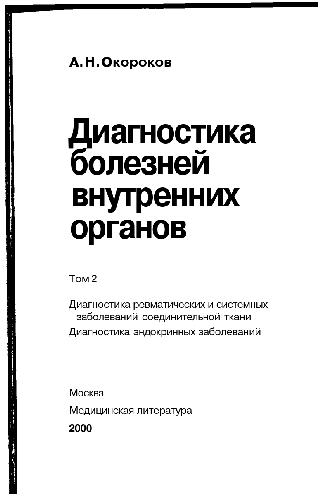 А. Н. Окороков
Диагностика
болезней
внутренних
органов
Том 2
Диагностика ревматических и системных
заболеваний соединительной ткани
Диагностика эндокринных заболеваний
Москва
Медицинская литература
2000